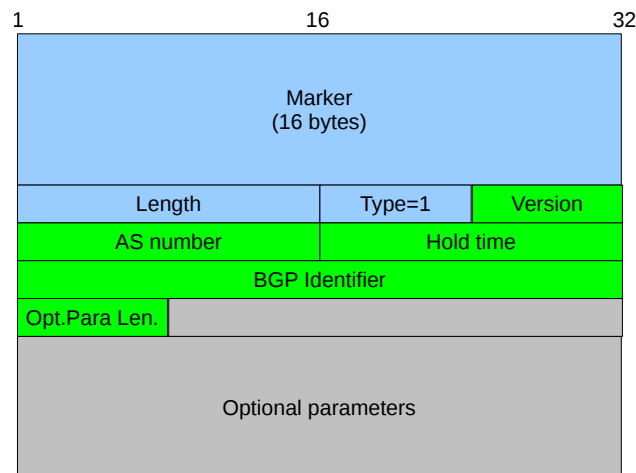 1 16 32
Marker
(16 bytes)
Length Type=1 Version
AS number Hold time
BGP Identifier
Opt.Para Len.
Optional parameters